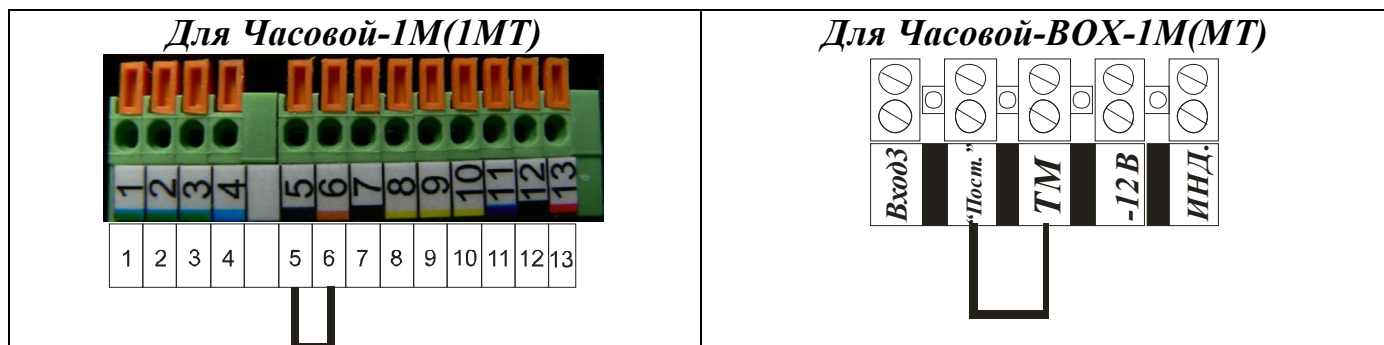 Для Часовой-1М(1МТ)
1 2 3 4 5 6 7 8 9 10 11 12 13
1 2 3 4 5 6 7 8 9 10 11 12 13
Для Часовой-BOX-1М(МТ)
Вход3 “Пост.” ТМ -12В ИНД.